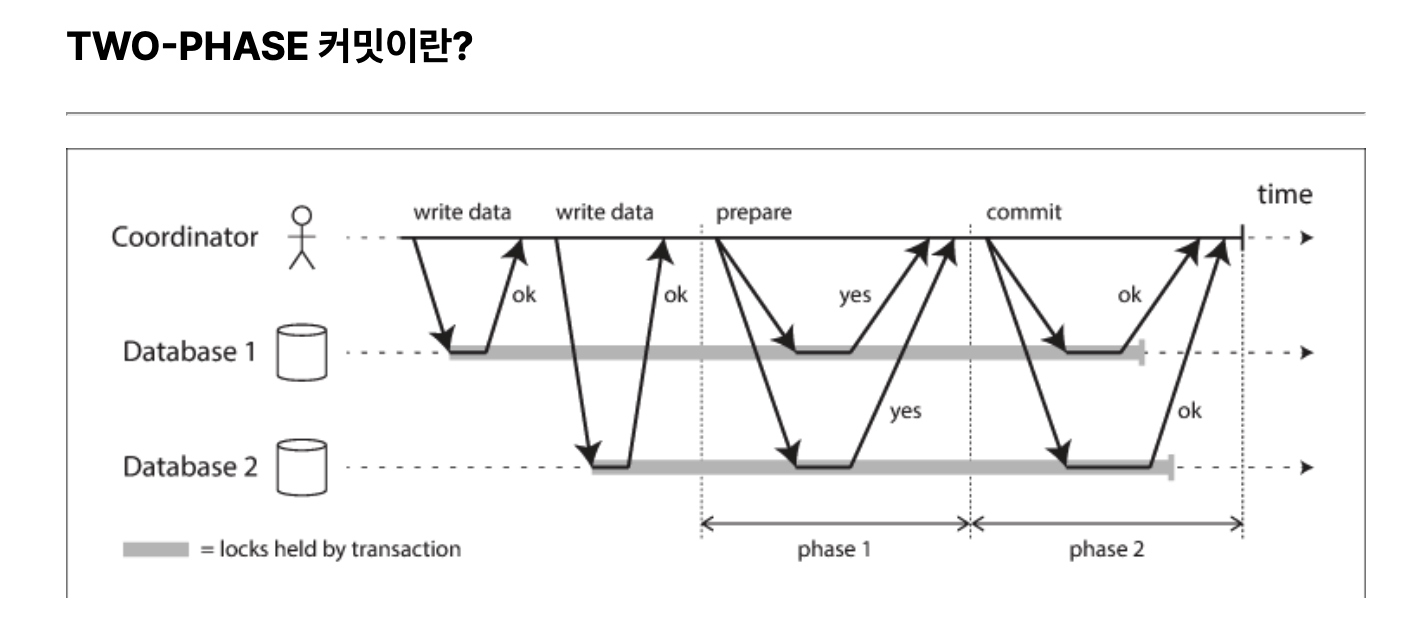 TWO-PHASE 커밋이란?
time
write data write data prepare commit
Coordinator
ok ok yes ok
Database 1
yes ok
Database 2
= locks held by transaction
phase 1 phase 2